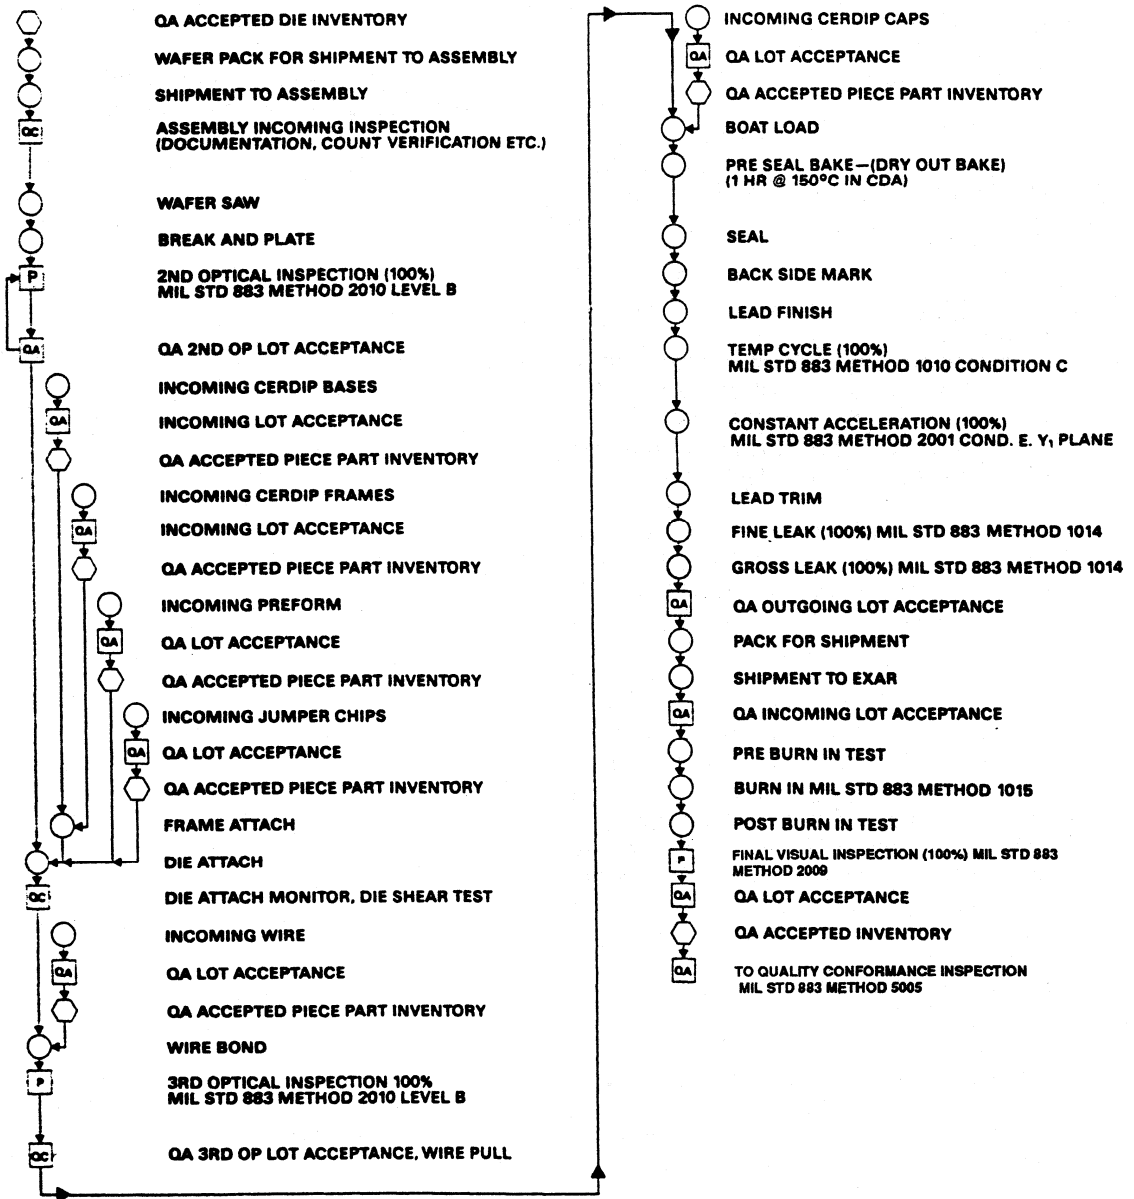 QA ACCEPTED DIE INVENTORY
WAFER PACK FOR SHIPMENT TO ASSEMBLY
SHIPMENT TO ASSEMBLY
QC
ASSEMBLY INCOMING INSPECTION
(DOCUMENTATION, COUNT VERIFICATION ETC.)
WAFER SAW
BREAK AND PLATE
P
2ND OPTICAL INSPECTION (100%)
MIL STD 883 METHOD 2010 LEVEL B
QA
QA 2ND OP LOT ACCEPTANCE
INCOMING CERDIP BASES
QA
INCOMING LOT ACCEPTANCE
QA ACCEPTED PIECE PART INVENTORY
INCOMING CERDIP FRAMES
QA
INCOMING LOT ACCEPTANCE
QA ACCEPTED PIECE PART INVENTORY
INCOMING PREFORM
QA
QA LOT ACCEPTANCE
QA ACCEPTED PIECE PART INVENTORY
INCOMING JUMPER CHIPS
QA
QA LOT ACCEPTANCE
QA ACCEPTED PIECE PART INVENTORY
FRAME ATTACH
DIE ATTACH
QC
DIE ATTACH MONITOR, DIE SHEAR TEST
INCOMING WIRE
QA
QA LOT ACCEPTANCE
QA ACCEPTED PIECE PART INVENTORY
WIRE BOND
P
3RD OPTICAL INSPECTION 100%
MIL STD 883 METHOD 2010 LEVEL B
QC
QA 3RD OP LOT ACCEPTANCE, WIRE PULL
INCOMING CERDIP CAPS
QA
QA LOT ACCEPTANCE
QA ACCEPTED PIECE PART INVENTORY
BOAT LOAD
PRE SEAL BAKE—(DRY OUT BAKE)
(1 HR @ 150°C IN CDA)
SEAL
BACK SIDE MARK
LEAD FINISH
TEMP CYCLE (100%)
MIL STD 883 METHOD 1010 CONDITION C
CONSTANT ACCELERATION (100%)
MIL STD 883 METHOD 2001 COND. E. Y₁ PLANE
LEAD TRIM
FINE LEAK (100%) MIL STD 883 METHOD 1014
GROSS LEAK (100%) MIL STD 883 METHOD 1014
QA
QA OUTGOING LOT ACCEPTANCE
PACK FOR SHIPMENT
SHIPMENT TO EXAR
QA
QA INCOMING LOT ACCEPTANCE
PRE BURN IN TEST
BURN IN MIL STD 883 METHOD 1015
POST BURN IN TEST
P
FINAL VISUAL INSPECTION (100%) MIL STD 883
METHOD 2009
QA
QA LOT ACCEPTANCE
QA ACCEPTED INVENTORY
QA
TO QUALITY CONFORMANCE INSPECTION
MIL STD 883 METHOD 5005